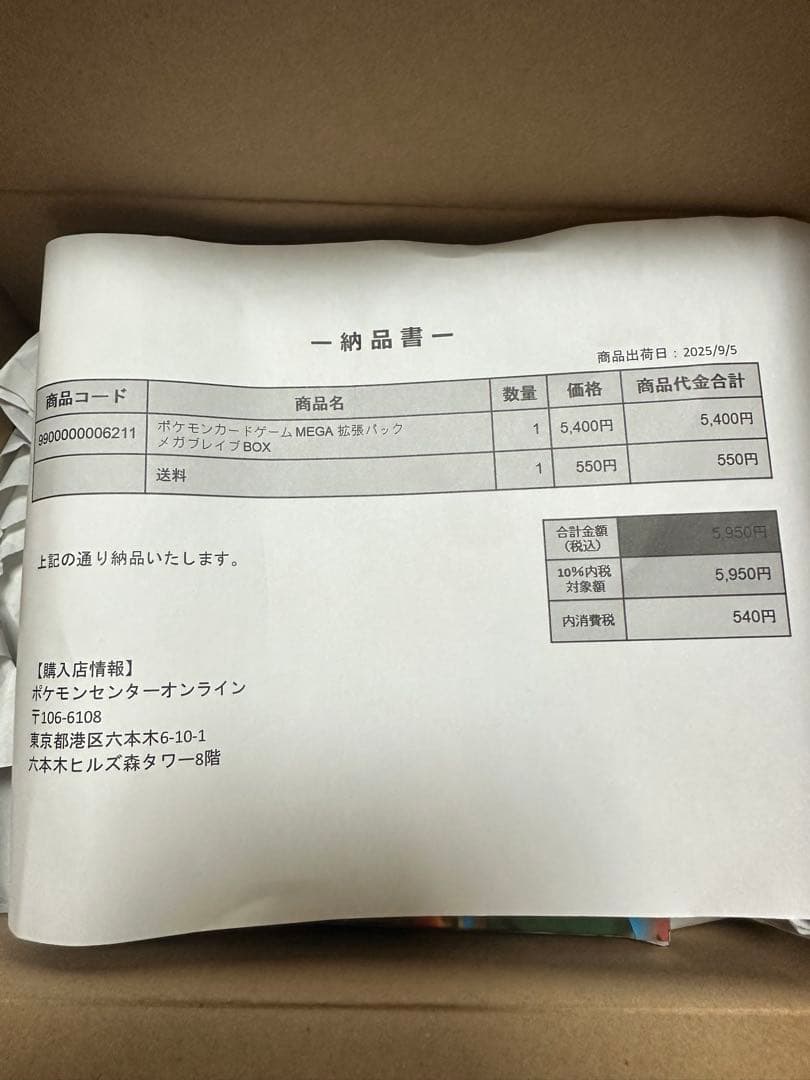 ー納品書ー
商品出荷日：2025/9/5
商品コード 商品名 数量 価格 商品代金合計
9900000006211 ポケモンカードゲームMEGA 拡張パック 1 5,400円 5,400円
メガブレイブBOX
送料 1 550円 550円
合計金額 5,950円
（税込）
10%内税 5,950円
対象額
内消費税 540円
上記の通り納品いたします。
【購入店情報】
ポケモンセンターオンライン
〒106-6108
東京都港区六本木6-10-1
六本木ヒルズ森タワー8階